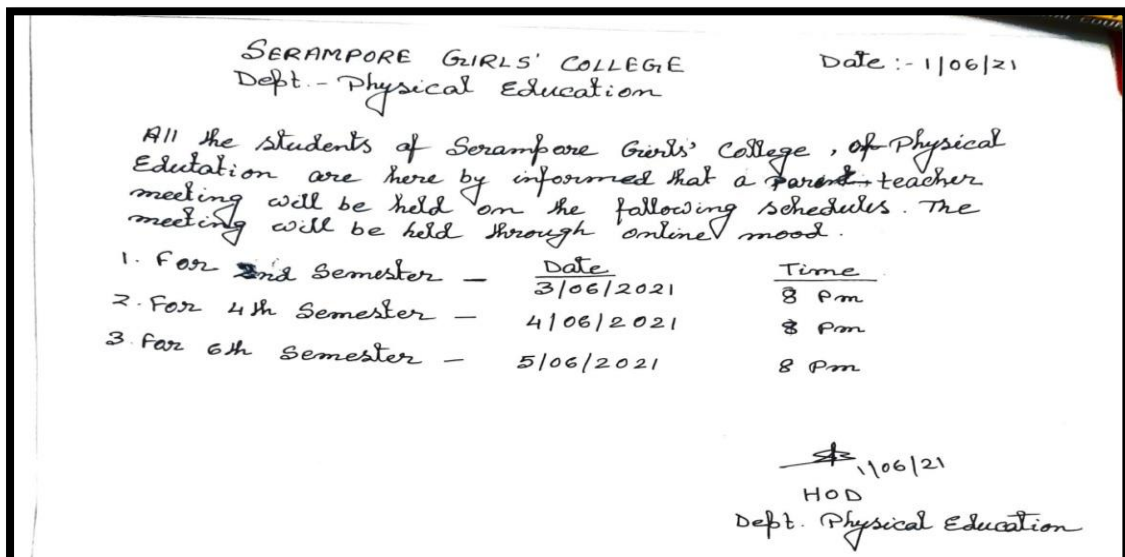 SERAMPORE GIRLS' COLLEGE
Date :- 1/06/21
Dept. - Physical Education
All the students of Serampore Girls' College, of Physical
Edutation are here by informed that a parent-teacher
meeting will be held on the following schedules. The
meeting will be held through online mood.
Date Time
1. For 2nd Semester - 3/06/2021 8 Pm
2. For 4th Semester - 4/06/2021 8 Pm
3. For 6th Semester - 5/06/2021 8 Pm
1/06/21
HOD
Dept. Physical Education